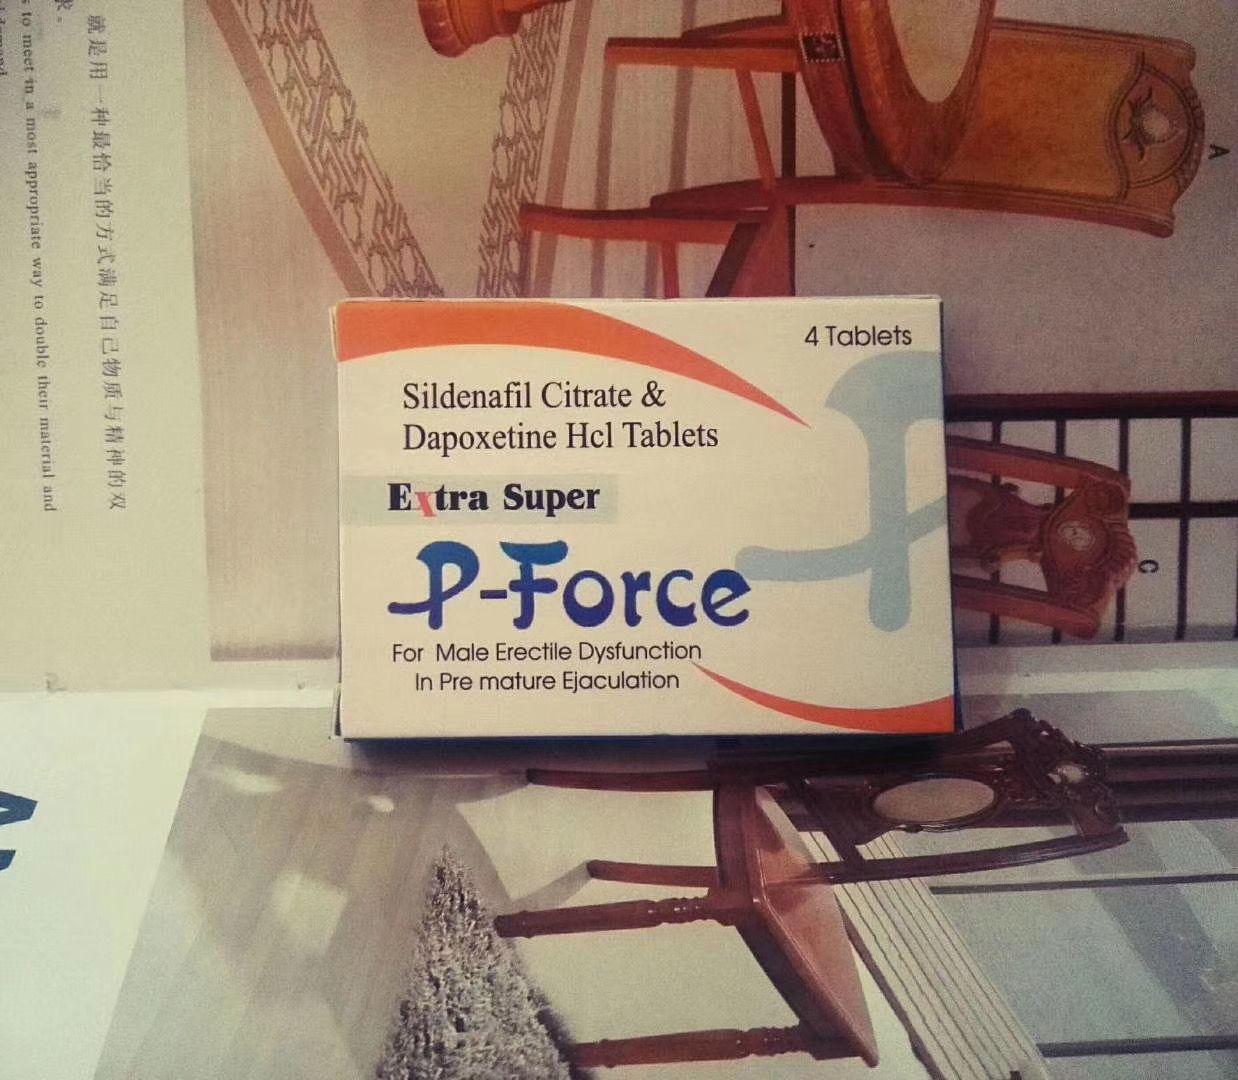 4 Tablets
Sildenafil Citrate &
Dapoxetine Hcl Tablets
Extra Super
P-Force
For Male Erectile Dysfunction
In Pre mature Ejaculation
就是用一种最恰当的方式满足自己物质与精神的双
求。
s to meet in a most appropriate way to double their material and
demand
A
C